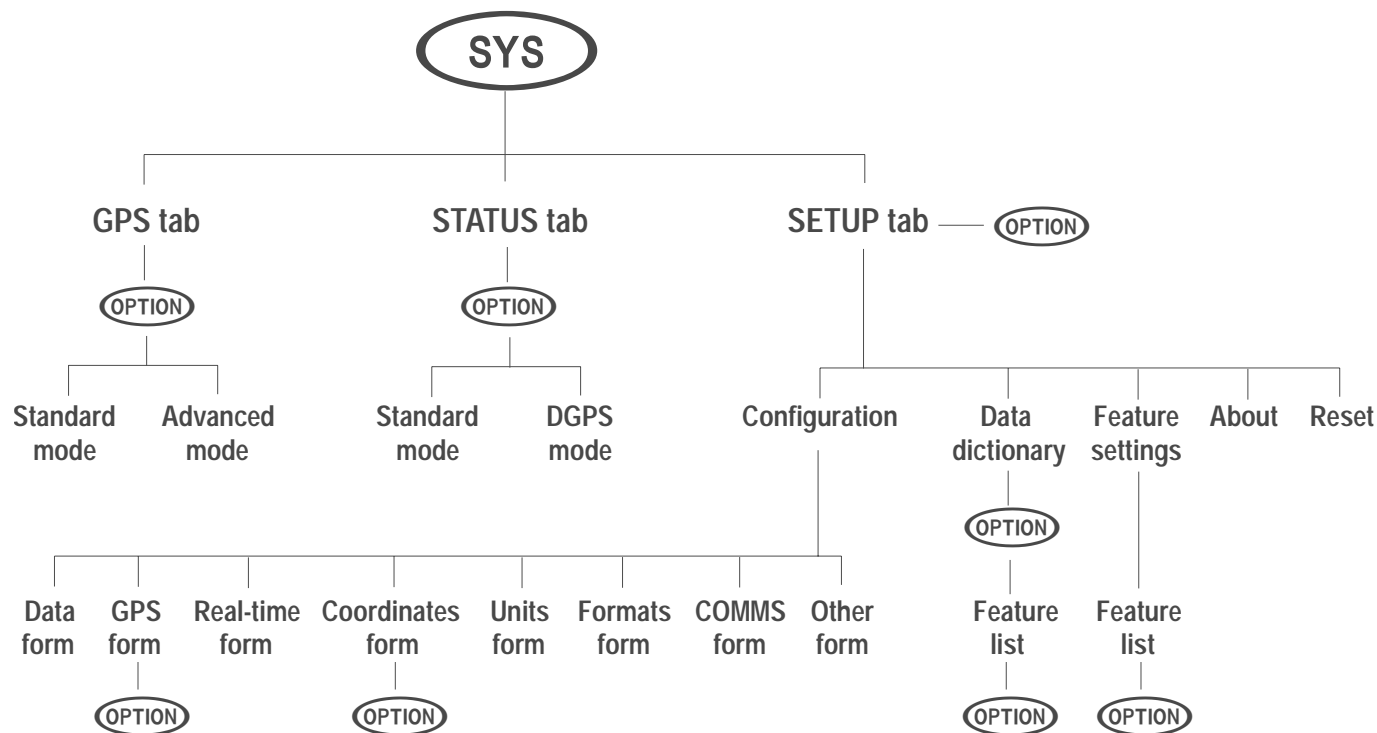 SYS
GPS tab
STATUS tab
SETUP tab
OPTION
OPTION
OPTION
Standard
mode
Advanced
mode
Standard
mode
DGPS
mode
Configuration
Data
dictionary
Feature
settings
About
Reset
OPTION
Data
form
GPS
form
Real-time
form
Coordinates
form
Units
form
Formats
form
COMMS
form
Other
form
Feature
list
Feature
list
OPTION
OPTION
OPTION
OPTION